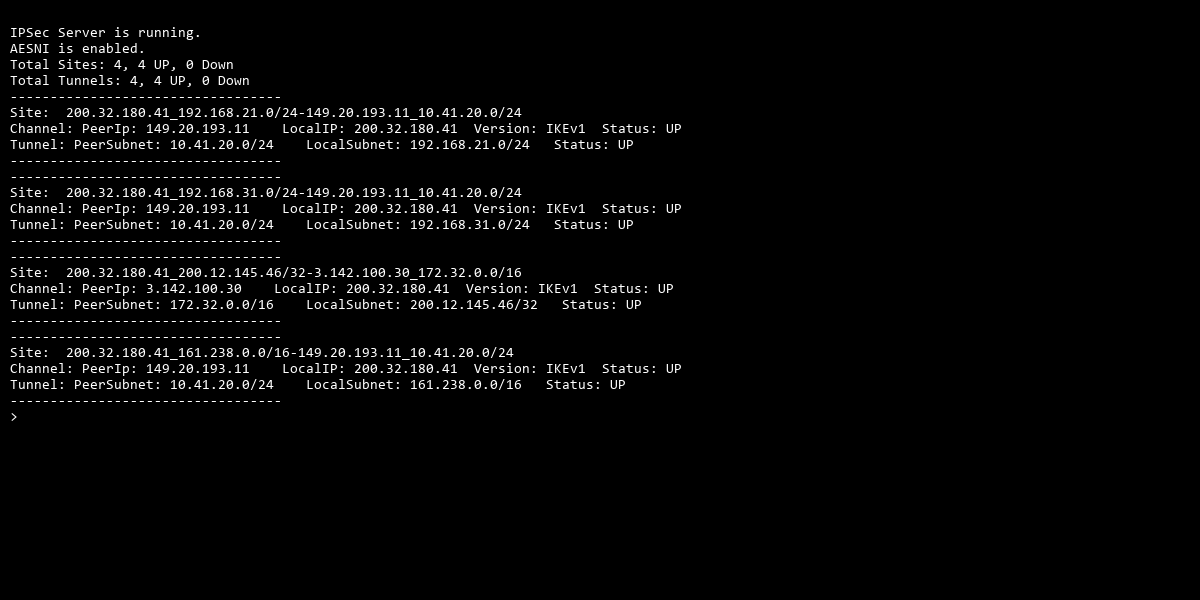 IPSec Server is running.
AESNI is enabled.
Total Sites: 4, 4 UP, 0 Down
Total Tunnels: 4, 4 UP, 0 Down
----------------------------------
Site:  200.32.180.41_192.168.21.0/24-149.20.193.11_10.41.20.0/24
Channel: PeerIp: 149.20.193.11    LocalIP: 200.32.180.41  Version: IKEv1  Status: UP
Tunnel: PeerSubnet: 10.41.20.0/24    LocalSubnet: 192.168.21.0/24   Status: UP
----------------------------------
----------------------------------
Site:  200.32.180.41_192.168.31.0/24-149.20.193.11_10.41.20.0/24
Channel: PeerIp: 149.20.193.11    LocalIP: 200.32.180.41  Version: IKEv1  Status: UP
Tunnel: PeerSubnet: 10.41.20.0/24    LocalSubnet: 192.168.31.0/24   Status: UP
----------------------------------
----------------------------------
Site:  200.32.180.41_200.12.145.46/32-3.142.100.30_172.32.0.0/16
Channel: PeerIp: 3.142.100.30    LocalIP: 200.32.180.41  Version: IKEv1  Status: UP
Tunnel: PeerSubnet: 172.32.0.0/16    LocalSubnet: 200.12.145.46/32   Status: UP
----------------------------------
----------------------------------
Site:  200.32.180.41_161.238.0.0/16-149.20.193.11_10.41.20.0/24
Channel: PeerIp: 149.20.193.11    LocalIP: 200.32.180.41  Version: IKEv1  Status: UP
Tunnel: PeerSubnet: 10.41.20.0/24    LocalSubnet: 161.238.0.0/16   Status: UP
----------------------------------
>